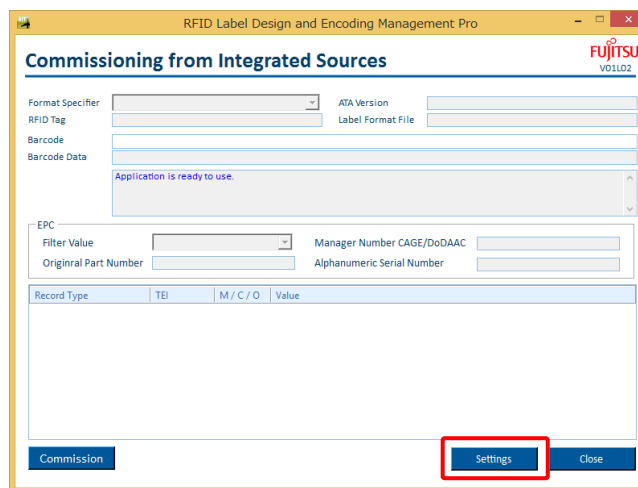 RFID Label Design and Encoding Management Pro
Commissioning from Integrated Sources
FUJITSU
V01L02
Format Specifier
ATA Version
RFID Tag
Label Format File
Barcode
Barcode Data
Application is ready to use.
EPC
Filter Value
Manager Number CAGE/DoDAAC
Originral Part Number
Alphanumeric Serial Number
Record Type TEI M / C / O Value
Commission
Settings
Close